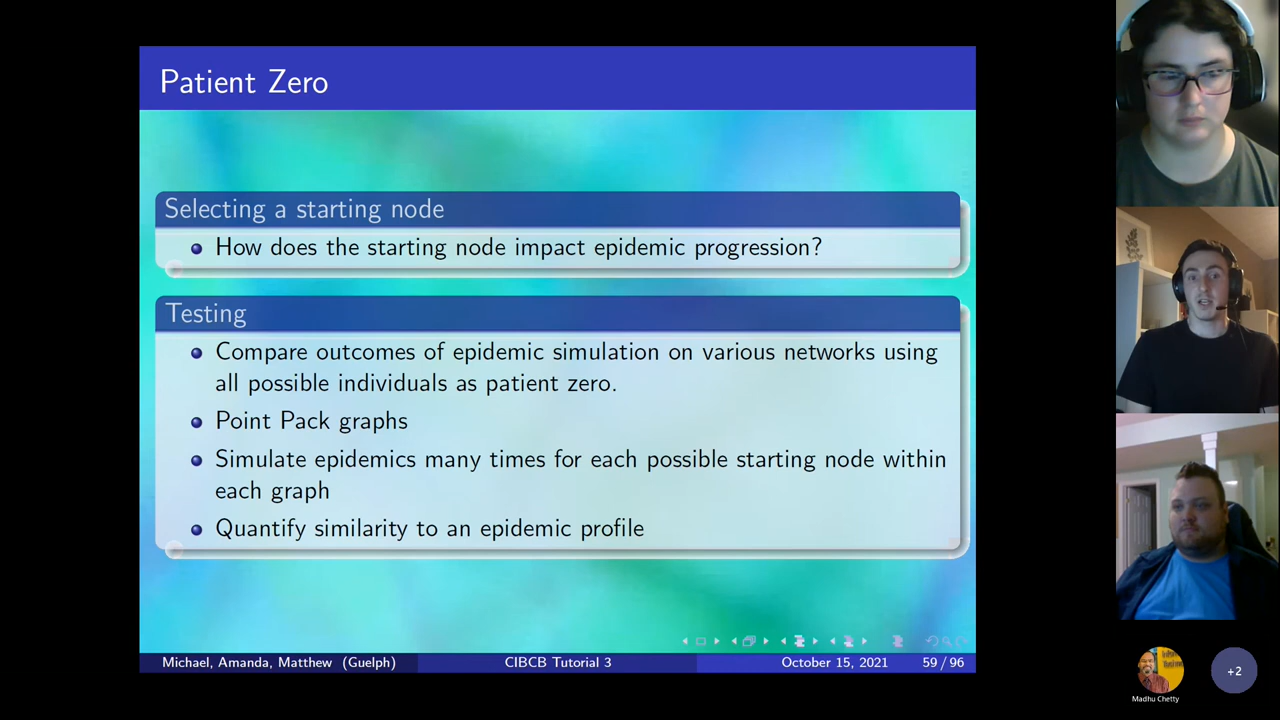 Patient Zero
Selecting a starting node
How does the starting node impact epidemic progression?
Testing
Compare outcomes of epidemic simulation on various networks using
all possible individuals as patient zero.
Point Pack graphs
Simulate epidemics many times for each possible starting node within
each graph
Quantify similarity to an epidemic profile
Michael, Amanda, Matthew (Guelph)
CIBCB Tutorial 3
October 15, 2021
59 / 96
+2
Madhu Chetty